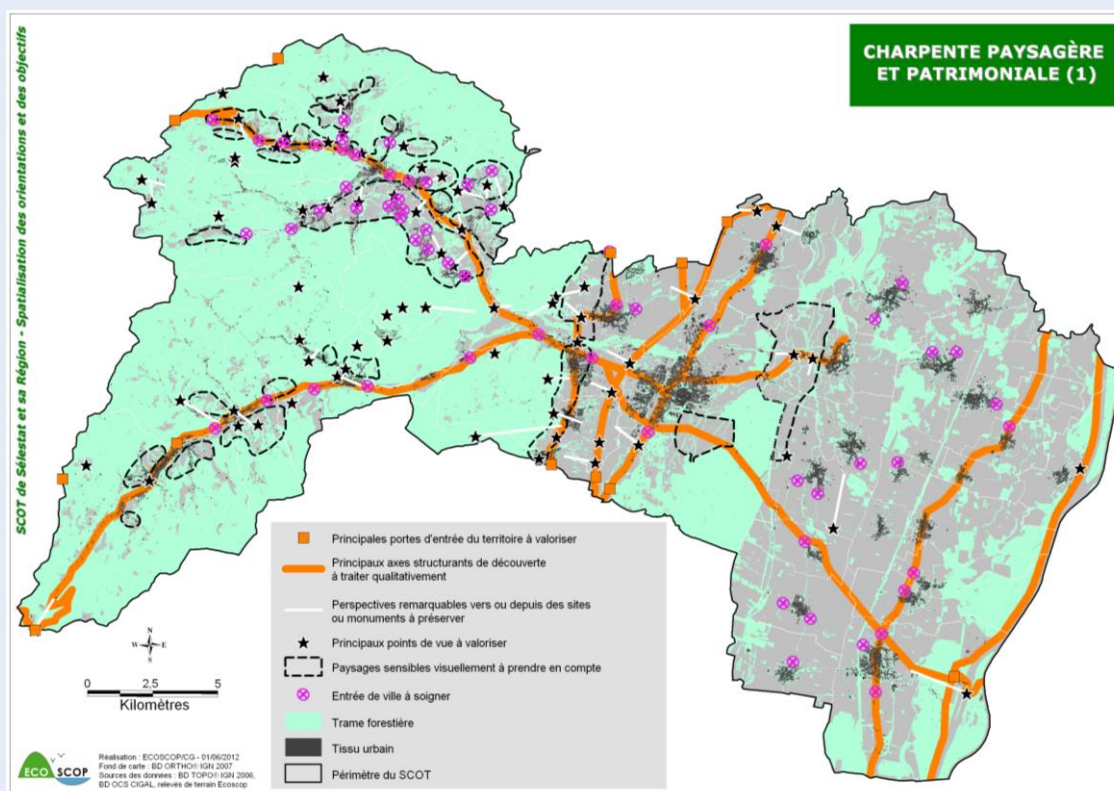 SCOT de Sélestat et sa Région - Spatialisation des orientations et des objectifs
CHARPENTE PAYSAGÈRE
ET PATRIMONIALE (1)
Principales portes d'entrée du territoire à valoriser
Principaux axes structurants de découverte
à traiter qualitativement
Perspectives remarquables vers ou depuis des sites
ou monuments à préserver
Principaux points de vue à valoriser
Paysages sensibles visuellement à prendre en compte
Entrée de ville à soigner
Trame forestière
Tissu urbain
Périmètre du SCOT
N
W E
S
0 2,5 5
Kilomètres
ECO SCOP
Réalisation : ECOSCOP/CG - 01/06/2012
Fond de carte : BD ORTHO® IGN 2007
Sources des données : BD TOPO® IGN 2006,
BD OCS CIGAL, relevés de terrain Ecoscop